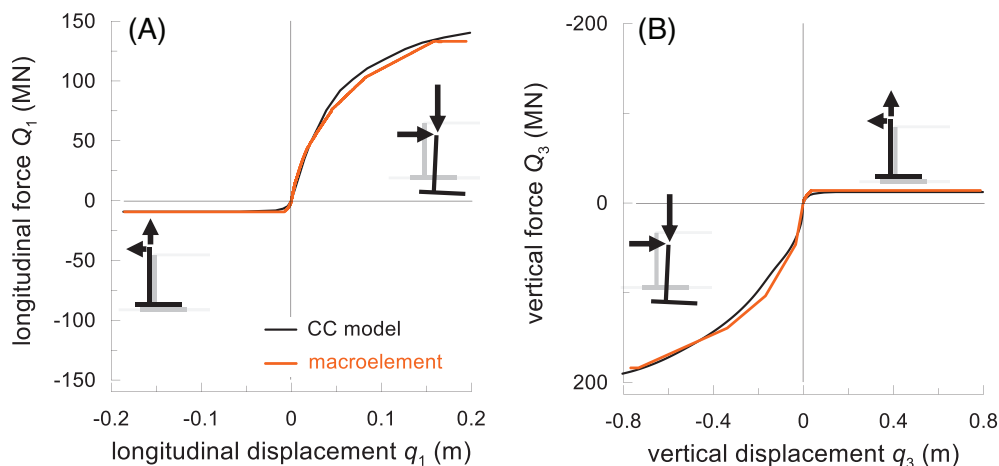 (A)
longitudinal force Q1 (MN)
150
100
50
0
-50
-100
-150
-0.2
-0.1
0
0.1
0.2
longitudinal displacement q1 (m)
CC model
macroelement
(B)
vertical force Q3 (MN)
-200
0
200
-0.8
-0.4
0
0.4
0.8
vertical displacement q3 (m)